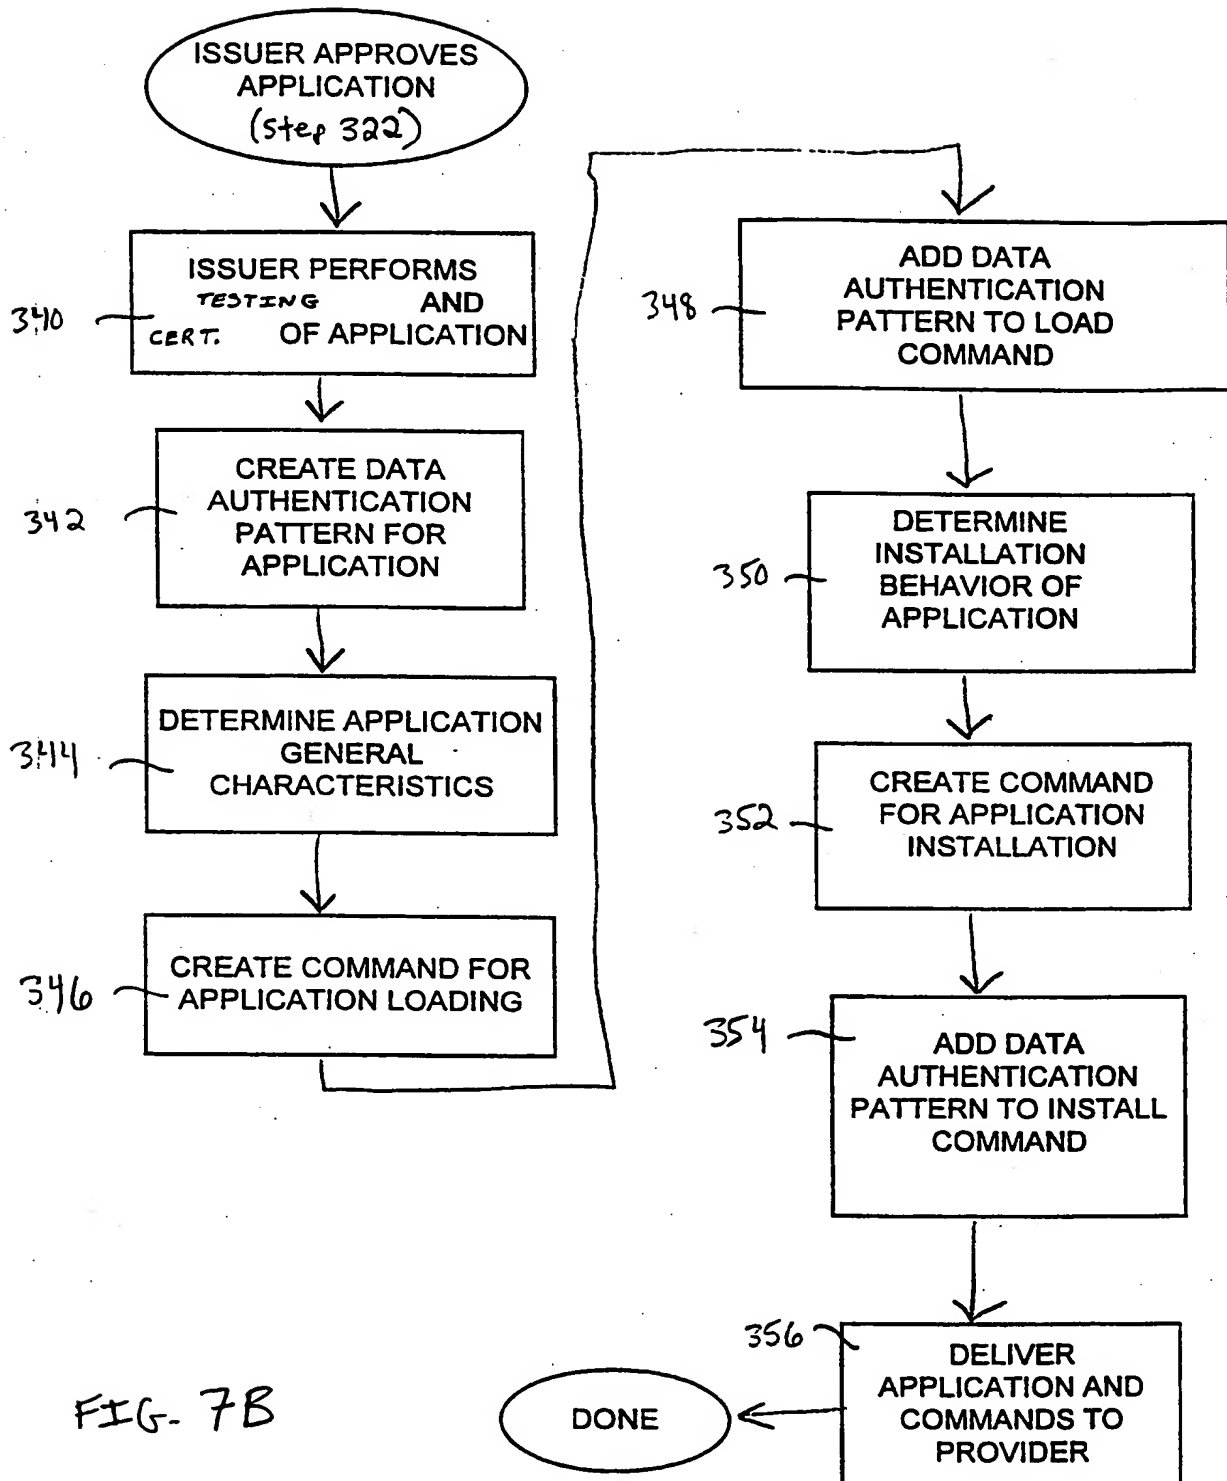 ISSUER APPROVES
APPLICATION
(step 322)
340
ISSUER PERFORMS
TESTING AND
CERT. OF APPLICATION
342
CREATE DATA
AUTHENTICATION
PATTERN FOR
APPLICATION
344
DETERMINE APPLICATION
GENERAL
CHARACTERISTICS
346
CREATE COMMAND FOR
APPLICATION LOADING
348
ADD DATA
AUTHENTICATION
PATTERN TO LOAD
COMMAND
350
DETERMINE
INSTALLATION
BEHAVIOR OF
APPLICATION
352
CREATE COMMAND
FOR APPLICATION
INSTALLATION
354
ADD DATA
AUTHENTICATION
PATTERN TO INSTALL
COMMAND
356
DELIVER
APPLICATION AND
COMMANDS TO
PROVIDER
DONE
FIG. 7B